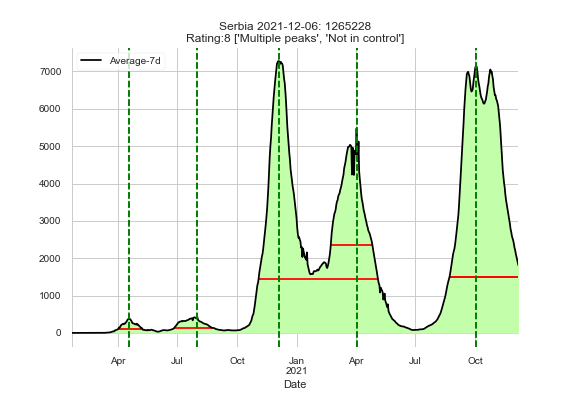 Serbia 2021-12-06: 1265228
Rating:8 ['Multiple peaks', 'Not in control']
Average-7d
7000
6000
5000
4000
3000
2000
1000
0
Apr Jul Oct Jan Apr Jul Oct
2021
Date